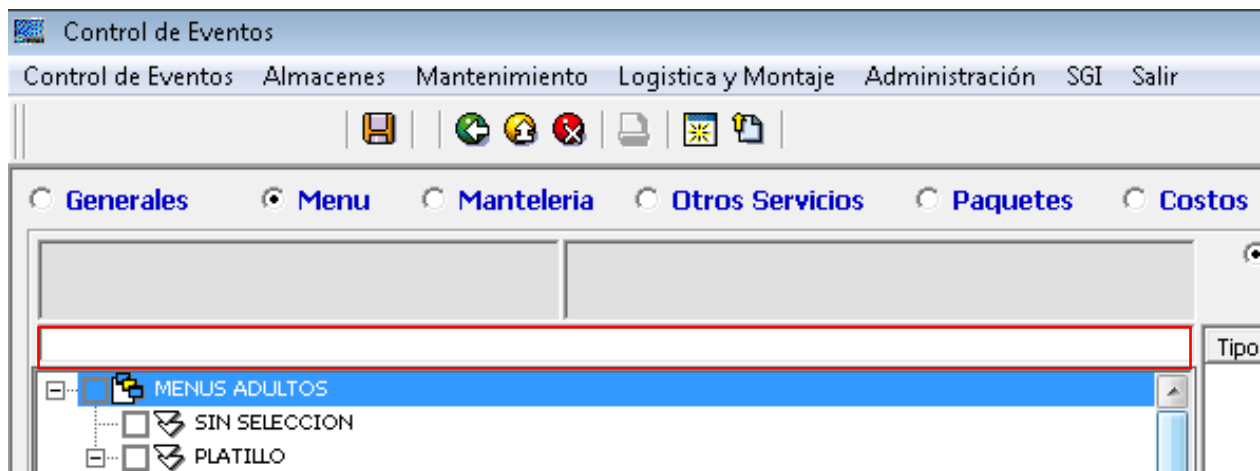 Control de Eventos
Control de Eventos Almacenes Mantenimiento Logistica y Montaje Administración SGI Salir
Generales Menu Manteleria Otros Servicios Paquetes Costos
Tipo
MENUS ADULTOS
SIN SELECCION
PLATILLO